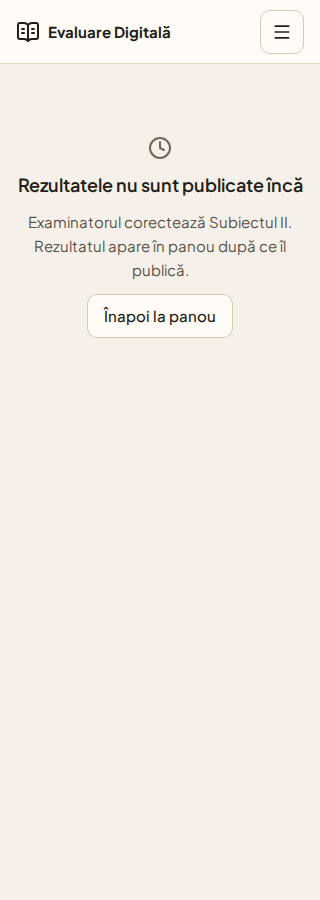 Evaluare Digitală
Rezultatele nu sunt publicate încă
Examinatorul corectează Subiectul II.
Rezultatul apare în panou după ce îl
publică.
Înapoi la panou